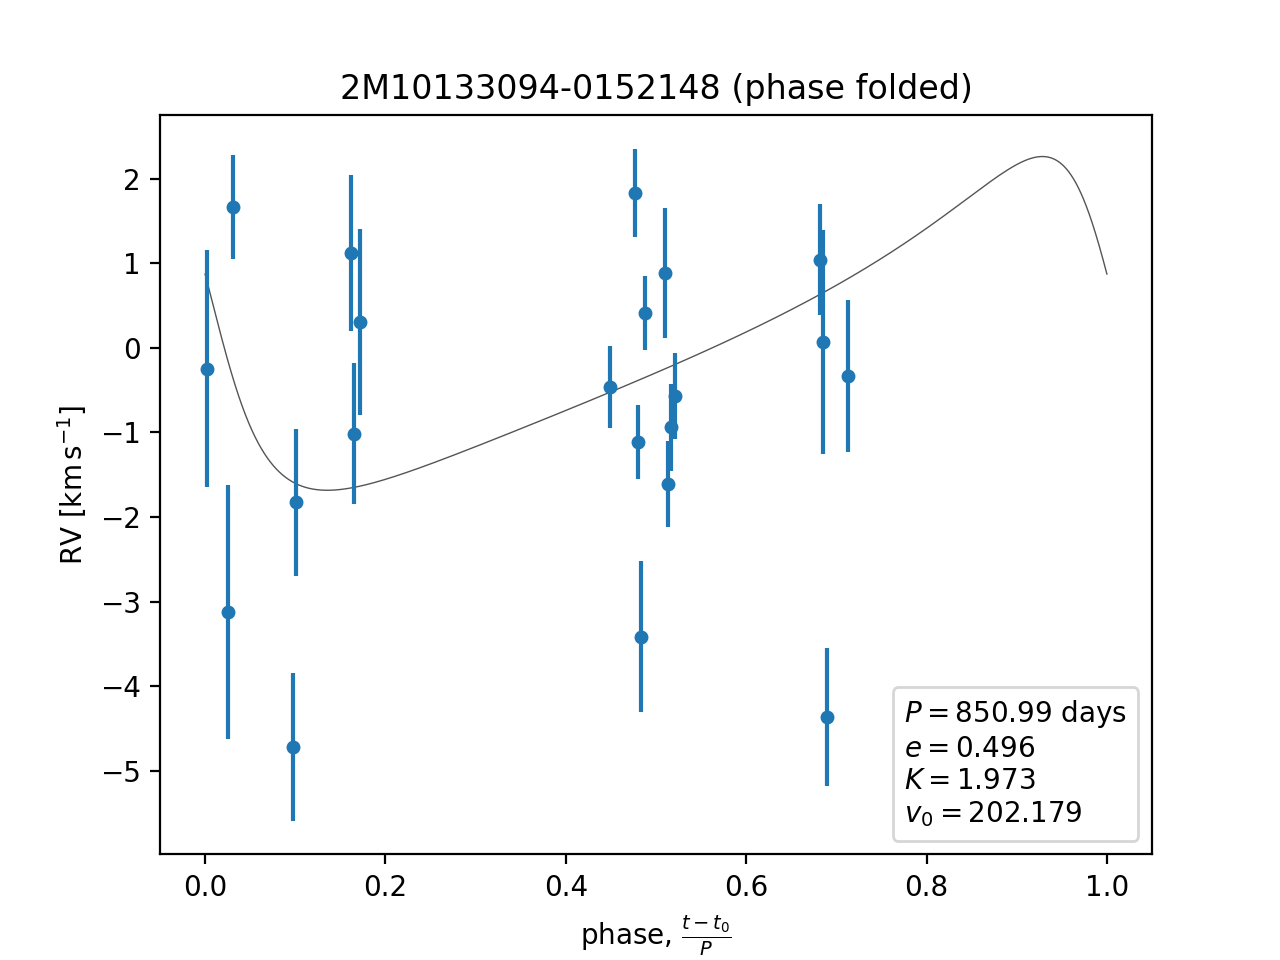 2M10133094-0152148 (phase folded)
RV [km s⁻¹]
2
1
0
−1
−2
−3
−4
−5
P = 850.99 days
e = 0.496
K = 1.973
v₀ = 202.179
0.0 0.2 0.4 0.6 0.8 1.0
phase, (t − t₀)/P